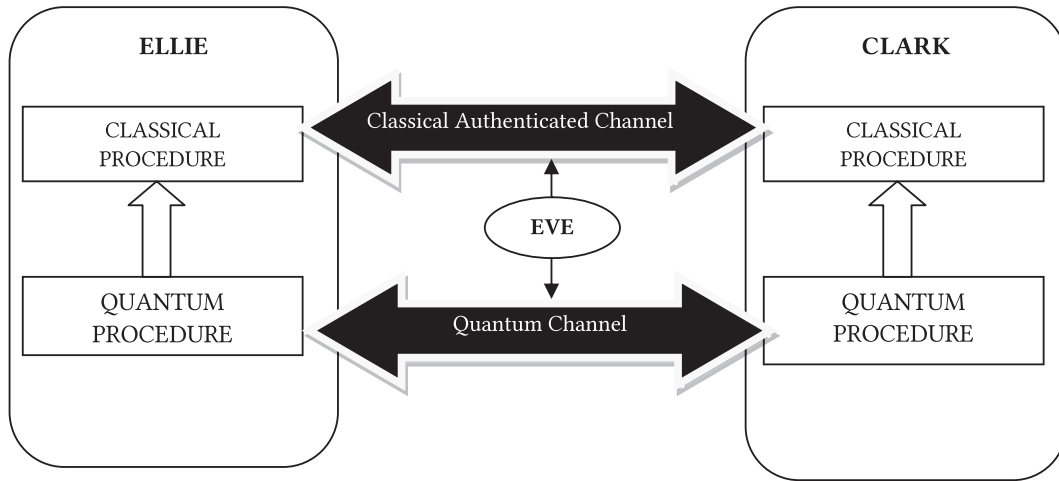 ELLIE
CLASSICAL
PROCEDURE
QUANTUM
PROCEDURE
Classical Authenticated Channel
EVE
Quantum Channel
CLARK
CLASSICAL
PROCEDURE
QUANTUM
PROCEDURE